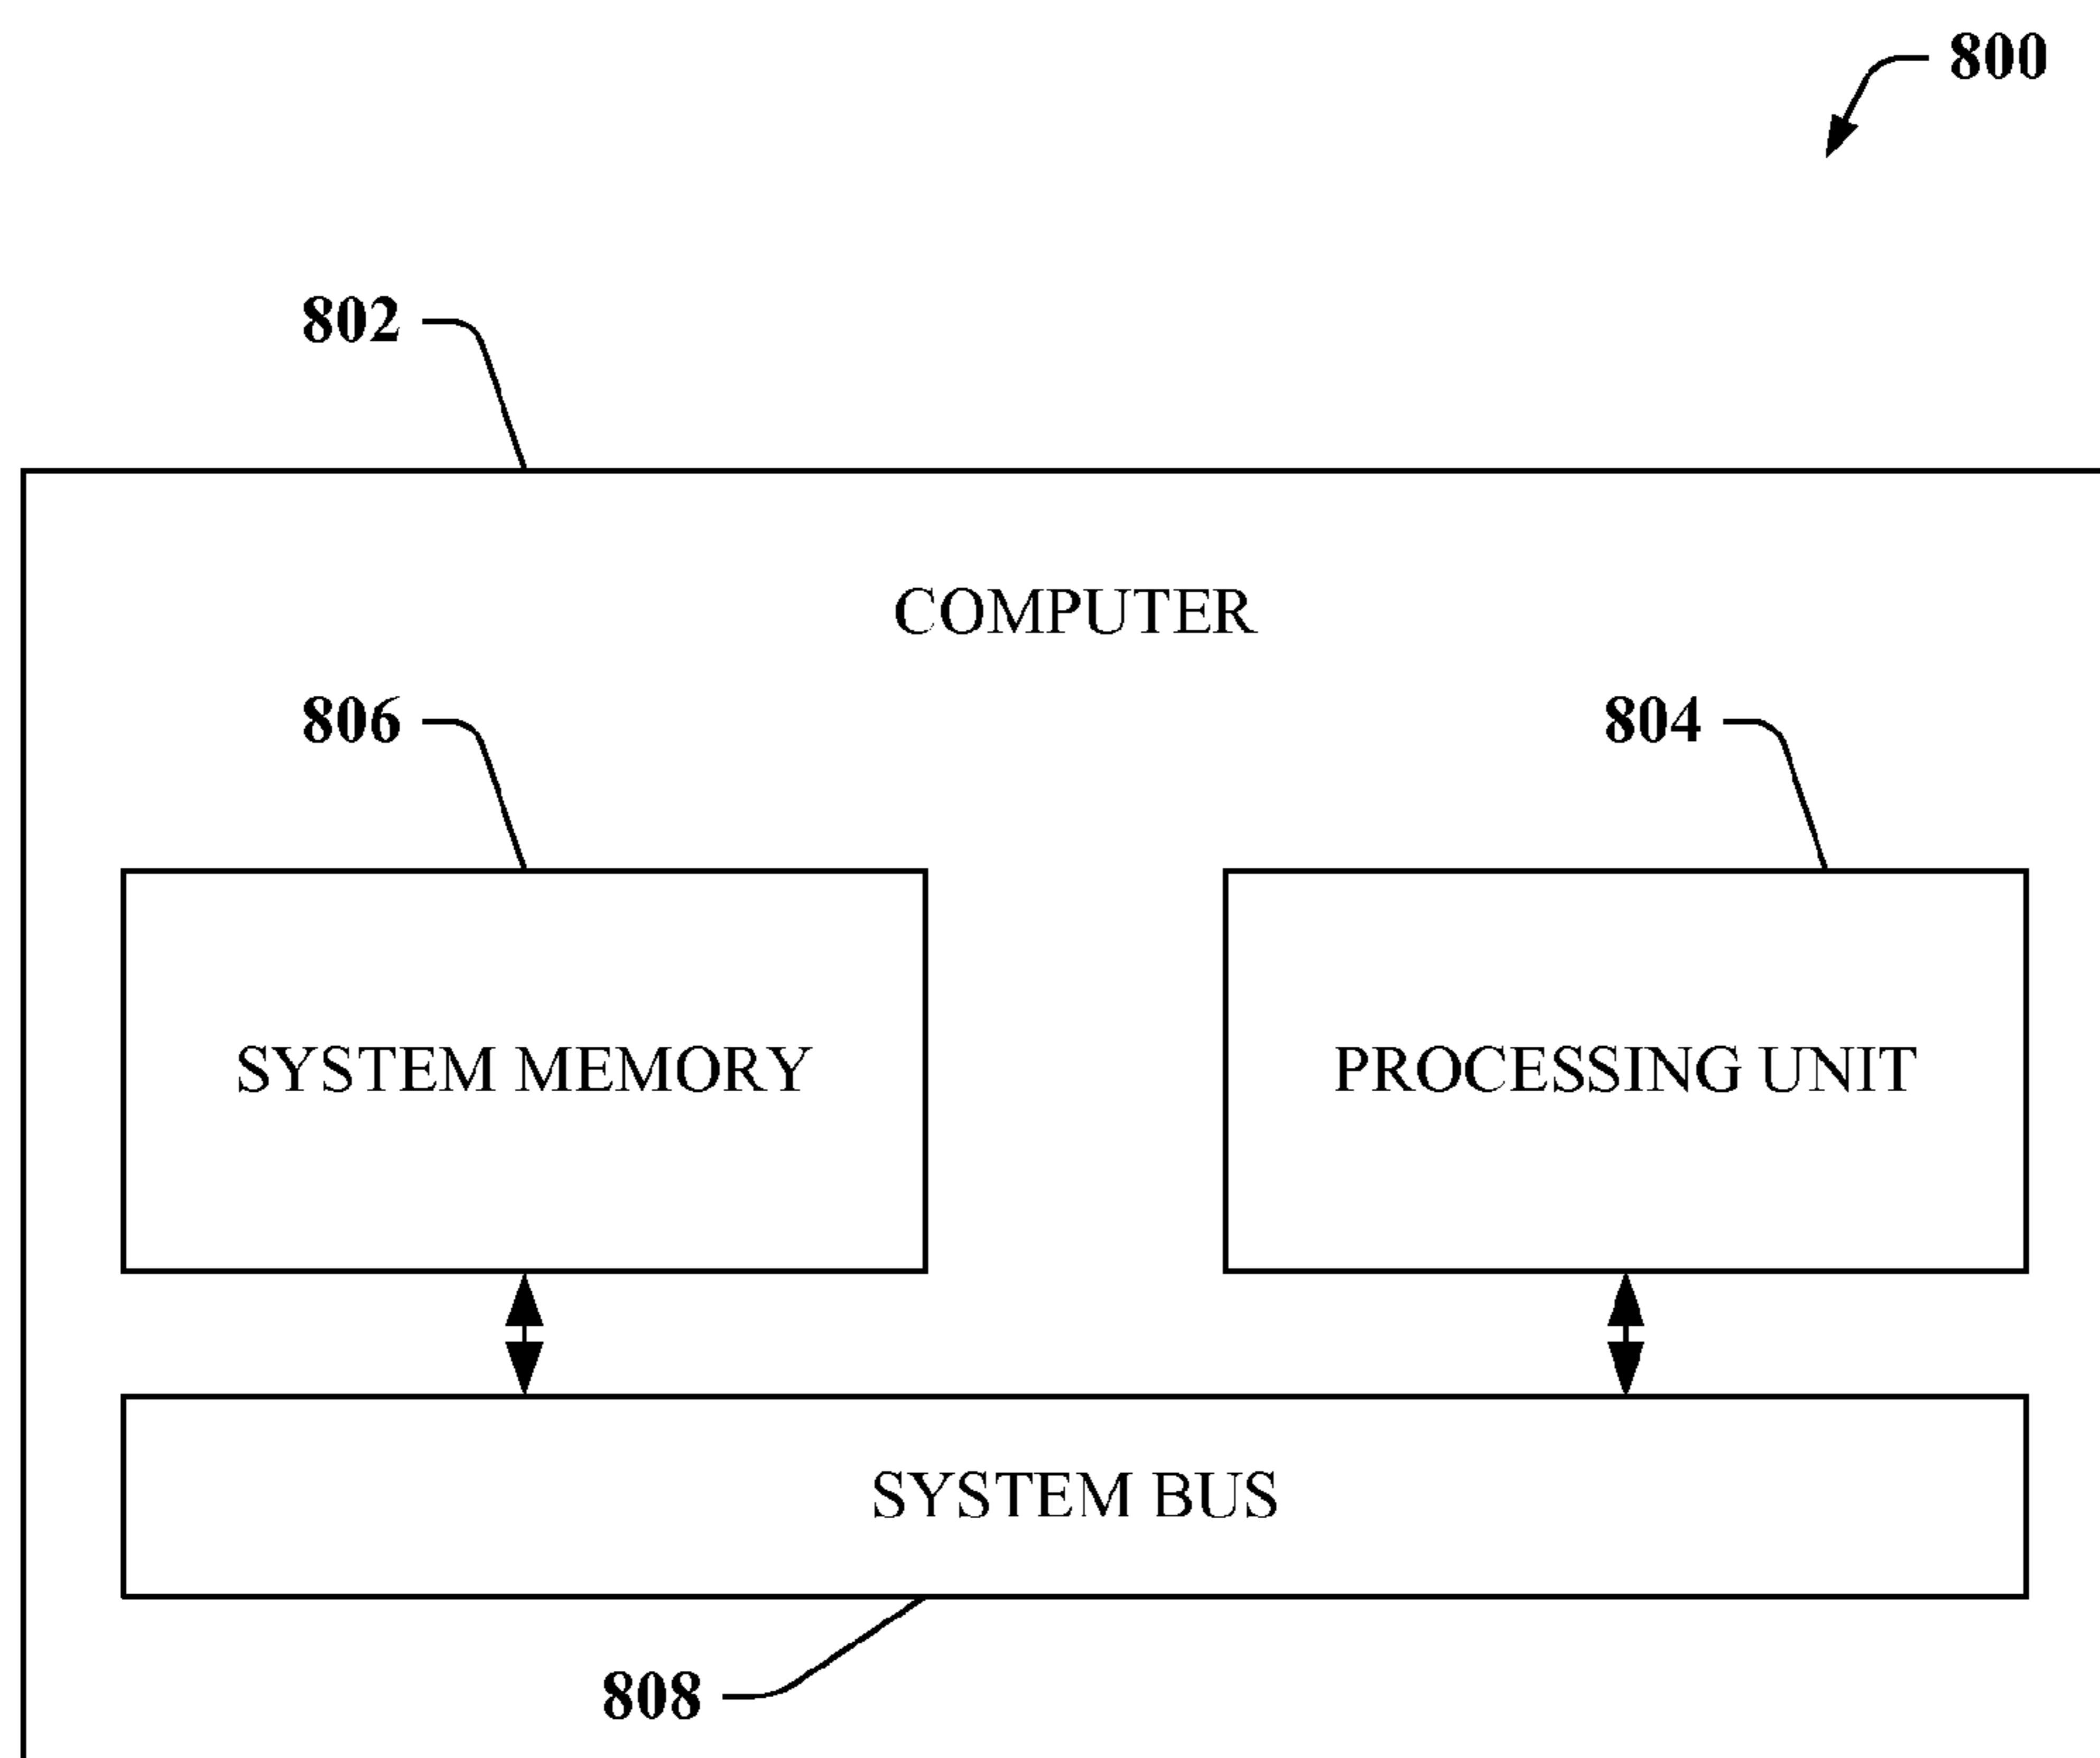 800
802
COMPUTER
806
804
SYSTEM MEMORY
PROCESSING UNIT
SYSTEM BUS
808